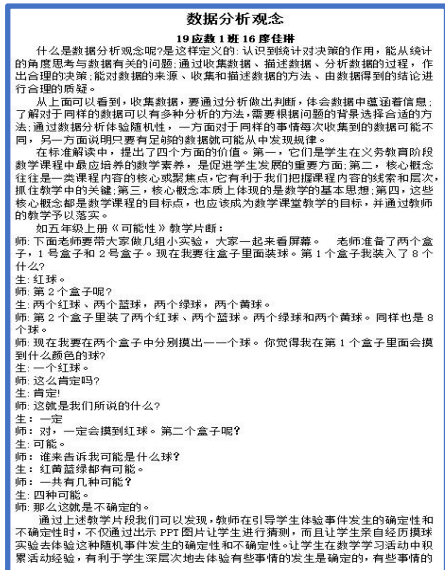 数据分析观念
19应数1班16廖佳琳
什么是数据分析观念呢?是这样定义的: 认识到统计对决策的作用，能从统计
的角度思考与数据有关的问题;通过收集数据、描述数据、分析数据的过程，作
出合理的决策;能对数据的来源、收集和描述数据的方法、由数据得到的结论进
行合理的质疑。
从上面可以看到，收集数据，要通过分析做出判断，体会数据中蕴涵着信息;
了解对于同样的数据可以有多种分析的方法,需要根据问题的背景选择合适的方
法;通过数据分析体验随机性，一方面对于同样的事情每次收集到的数据可能不
同，另一方面说明只要有足够的数据就可能从中发现规律。
在标准解读中，提出了四个方面的价值。第一，它们是学生在义务教育阶段
数学课程中最应培养的数学素养，是促进学生发展的重要方面;第二，核心概念
往往是一类课程内容的核心或聚焦点,它有利于我们把握课程内容的线索和层次，
抓住教学中的关键;第三，核心概念本质上体现的是数学的基本思想;第四，这些
核心概念都是数学课程的目标点，也应该成为数学课堂教学的目标，并通过教师
的教学予以落实。
如五年级上册《可能性》教学片断：
师: 下面老师要带大家做几组小实验，大家一起来看屏幕。 老师准备了两个盒
子，1号盒子和2号盒子。现在我要往盒子里面装球。第1个盒子我装入了8个
什么?
生: 红球。
师: 第2个盒子呢?
生: 两个红球、两个蓝球，两个绿球，两个黄球。
师: 第2个盒子里装了两个红球、两个蓝球。两个绿球和两个黄球。同样也是8
个球。
师: 现在我要在两个盒子中分别摸出一一个球。你觉得我在第1个盒子里面会摸
到什么颜色的球?
生: 一个红球。
师: 这么肯定吗?
生: 肯定!
师: 这就是我们所说的什么?
生：一定
师：对，一定会摸到红球。第二个盒子呢?
生: 可能。
师：谁来告诉我可能是什么球?
生：红黄蓝绿都有可能。
师：一共有几种可能?
生: 四种可能。
师: 那么这就是不确定的。
通过上述教学片段我们可以发现，教师在引导学生体验事件发生的确定性和
不确定性时，不仅通过出示PPT图片让学生进行猜测，而且让学生亲自经历摸球
实验去体验这种随机事件发生的确定性和不确定性。让学生在数学学习活动中积
累活动经验，有利于学生深层次地去体验有些事情的发生是确定的，有些事情的